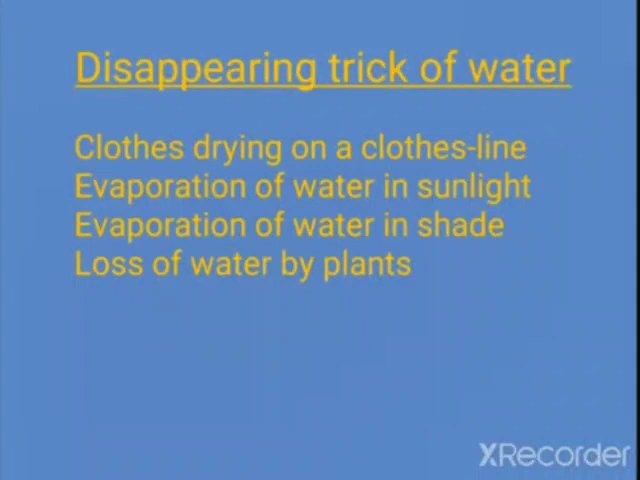 Disappearing trick of water
Clothes drying on a clothes-line
Evaporation of water in sunlight
Evaporation of water in shade
Loss of water by plants
XRecorder